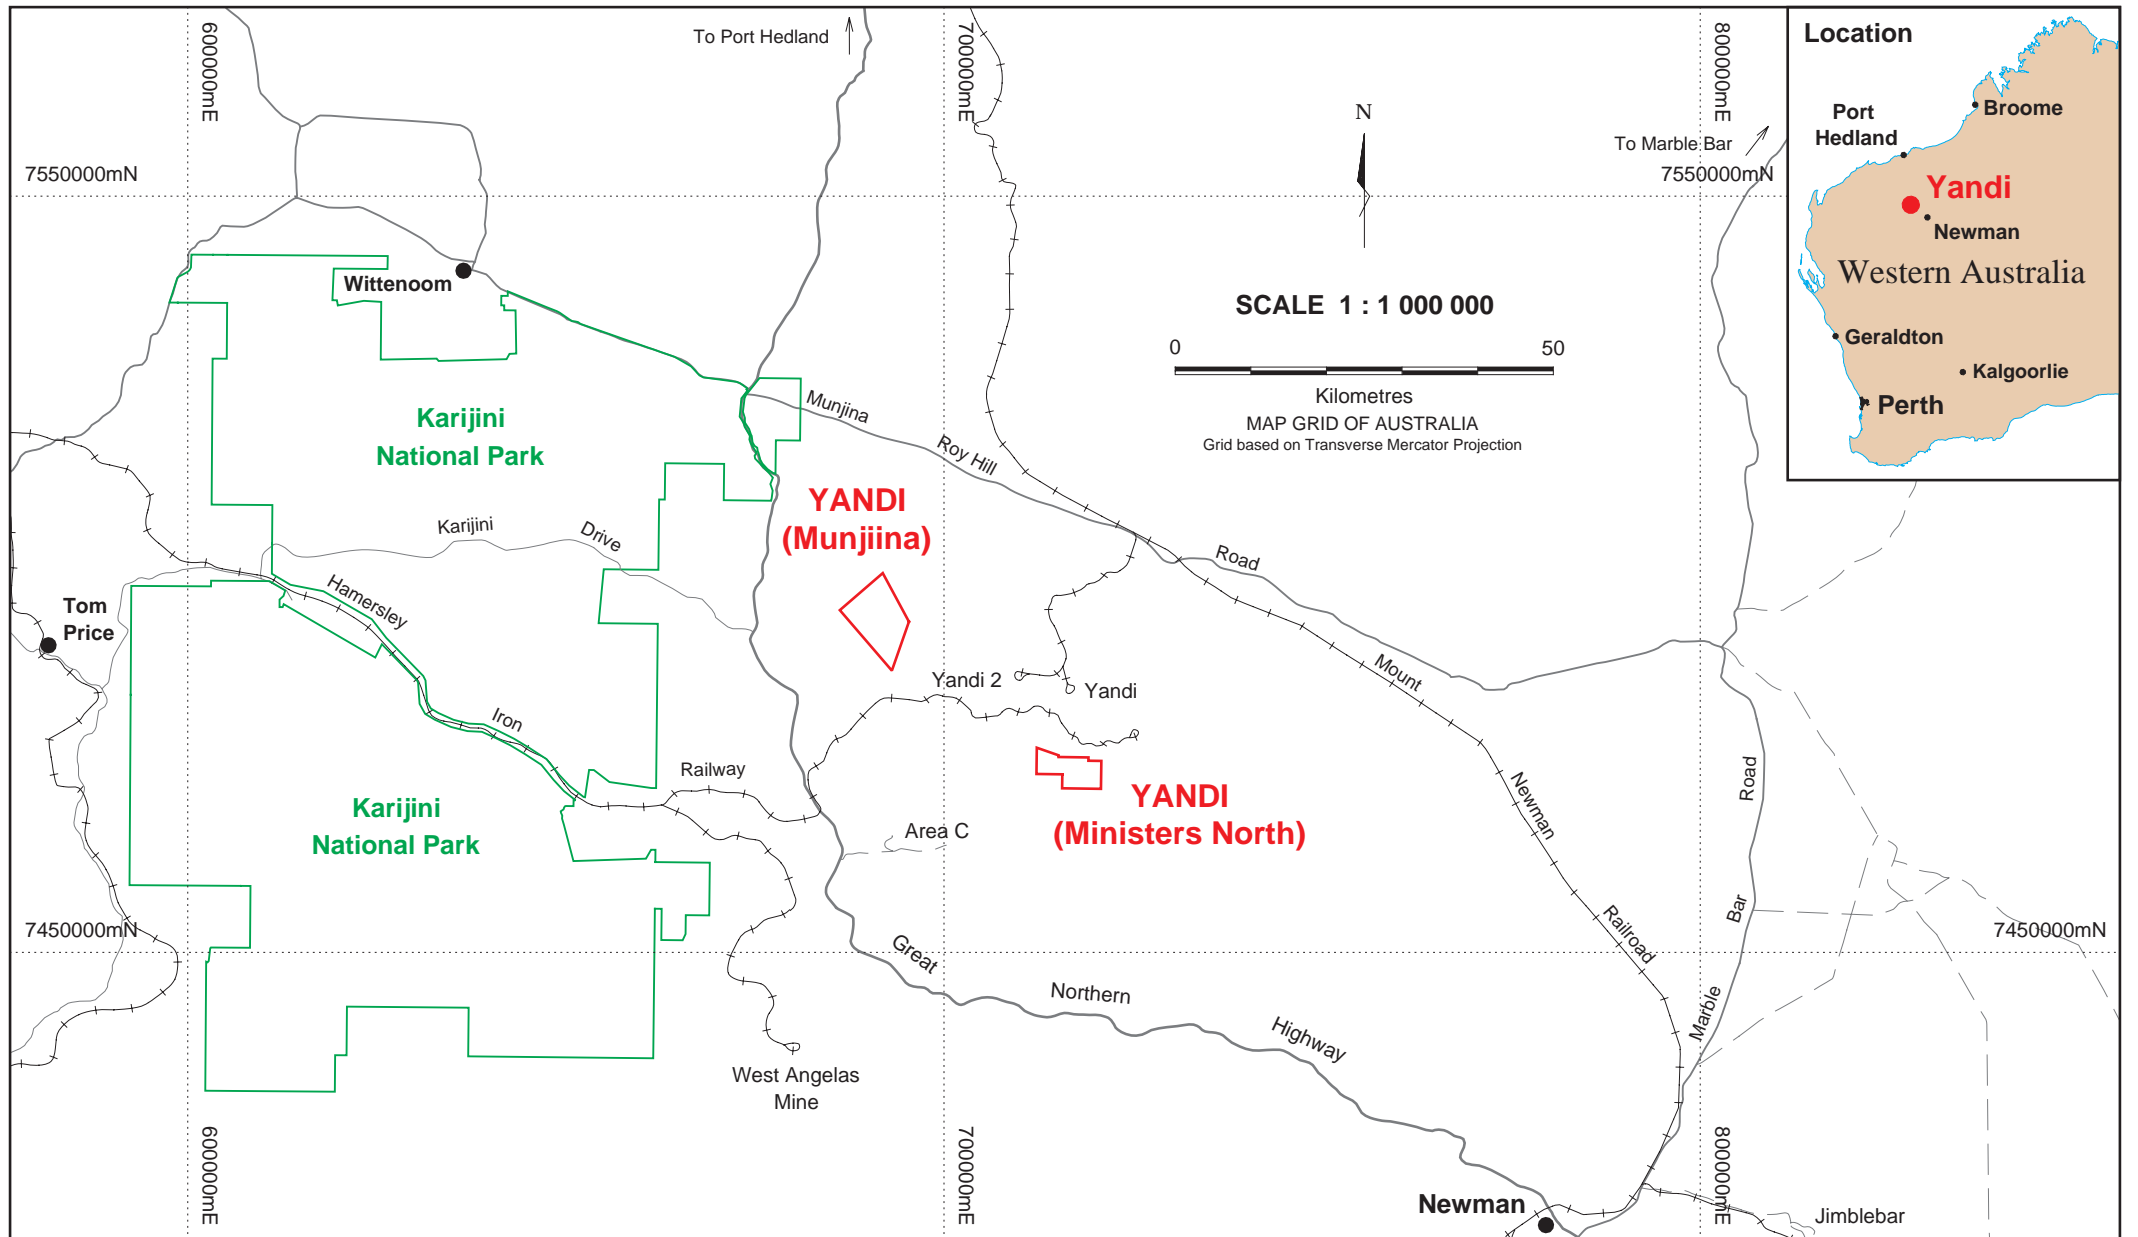 600000mE
To Port Hedland
700000mE
800000mE
To Marble Bar
7550000mN
7550000mN
N
Location
Broome
Port
Hedland
Yandi
Newman
Western Australia
Geraldton
Kalgoorlie
Perth
Wittenoom
SCALE 1 : 1 000 000
0
50
Kilometres
MAP GRID OF AUSTRALIA
Grid based on Transverse Mercator Projection
Karijini
National Park
Munjina
Roy Hill
Road
YANDI
(Munjiina)
Karijini
Drive
Hamersley
Iron
Railway
Tom
Price
Yandi 2
Yandi
Mount
Newman
Railroad
Karijini
National Park
YANDI
(Ministers North)
Area C
Road
Bar
Marble
7450000mN
7450000mN
Great
Northern
Highway
West Angelas
Mine
600000mE
700000mE
800000mE
Newman
Jimblebar